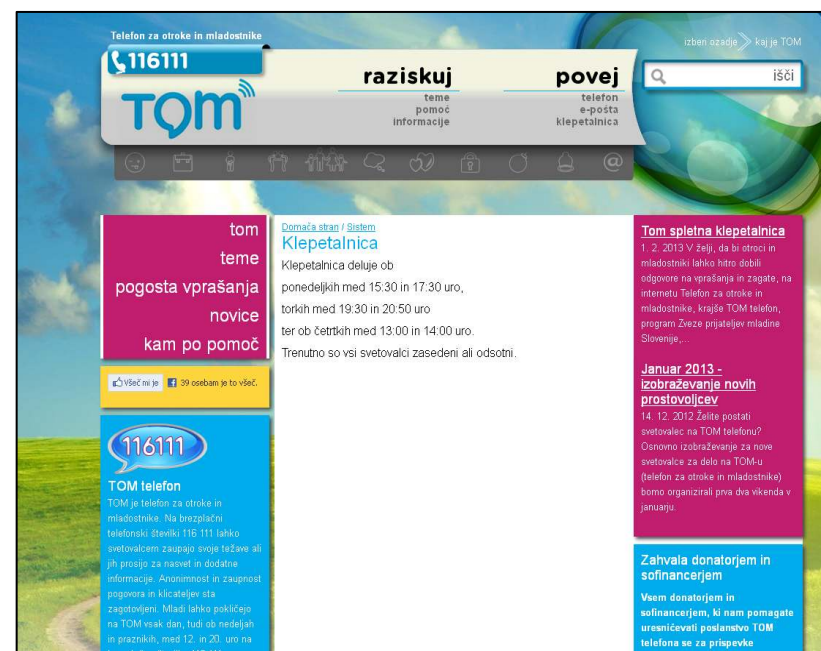 Telefon za otroke in mladostnike
116111
TOM
raziskuj
teme
pomoč
informacije
povej
telefon
e-pošta
klepetalnica
izberi ozadje
kaj je TOM
išči
@
tom
teme
pogosta vprašanja
novice
kam po pomoč
Všeč mi je
39 osebam je to všeč.
116111
TOM telefon
TOM je telefon za otroke in
mladostnike. Na brezplačni
telefonski številki 116 111 lahko
svetovalcem zaupajo svoje težave ali
jih prosijo za nasvet in dodatne
informacije. Anonimnost in zaupnost
pogovora in klicateljev sta
zagotovljeni. Mladi lahko pokličejo
na TOM vsak dan, tudi ob nedeljah
in praznikih, med 12. in 20. uro na
Domača stran / Sistem
Klepetalnica
Klepetalnica deluje ob
ponedeljkih med 15:30 in 17:30 uro,
torkih med 19:30 in 20:50 uro
ter ob četrtkih med 13:00 in 14:00 uro.
Trenutno so vsi svetovalci zasedeni ali odsotni.
Tom spletna klepetalnica
1. 2. 2013 V želji, da bi otroci in
mladostniki lahko hitro dobili
odgovore na vprašanja in zagate, na
internetu Telefon za otroke in
mladostnike, krajše TOM telefon,
program Zveze prijateljev mladine
Slovenije,...
Januar 2013 -
izobraževanje novih
prostovoljcev
14. 12. 2012 Želite postati
svetovalec na TOM telefonu?
Osnovno izobraževanje za nove
svetovalce za delo na TOM-u
(telefon za otroke in mladostnike)
bomo organizirali prva dva vikenda v
januarju.
Zahvala donatorjem in
sofinancerjem
Vsem donatorjem in
sofinancerjem, ki nam pomagate
uresničevati poslanstvo TOM
telefona se za prispevke